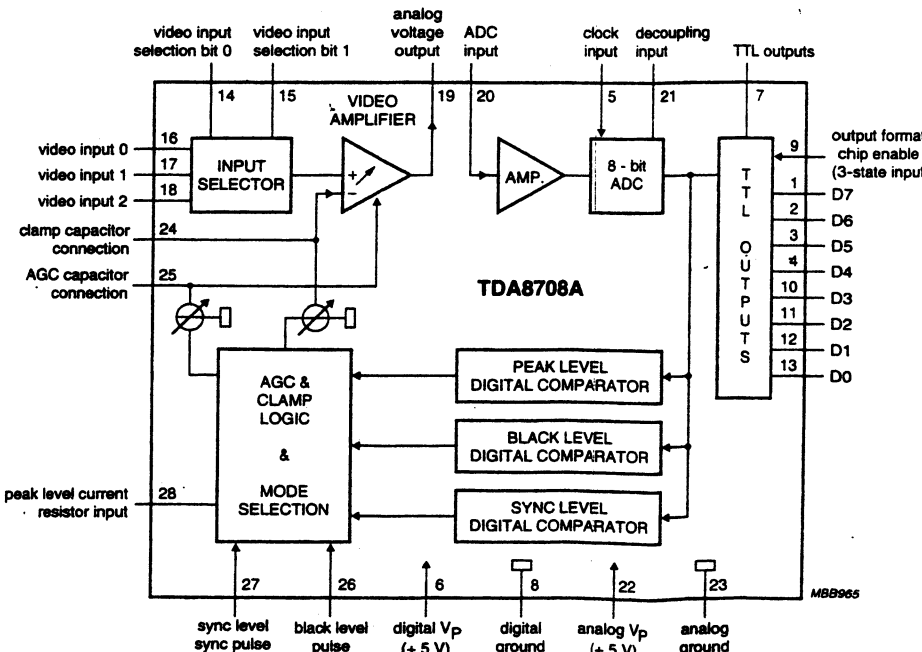 video input
selection bit 0
video input
selection bit 1
analog
voltage
output
ADC
input
clock
input
decoupling
input
TTL outputs
14
15
19
20
5
21
7
VIDEO
AMPLIFIER
16
video input 0
17
video input 1
18
video input 2
INPUT
SELECTOR
+
−
AMP.
8 - bit
ADC
TTL OUTPUTS
9
output format
chip enable
(3-state input
1
D7
2
D6
3
D5
4
D4
10
D3
11
D2
12
D1
13
D0
24
clamp capacitor
connection
25
AGC capacitor
connection
TDA8708A
AGC &
CLAMP
LOGIC
&
MODE
SELECTION
PEAK LEVEL
DIGITAL COMPARATOR
BLACK LEVEL
DIGITAL COMPARATOR
SYNC LEVEL
DIGITAL COMPARATOR
28
peak level current
resistor input
27
26
6
8
22
23
MBB965
sync level
sync pulse
black level
pulse
digital VP
(+ 5 V)
digital
ground
analog VP
(+ 5 V)
analog
ground